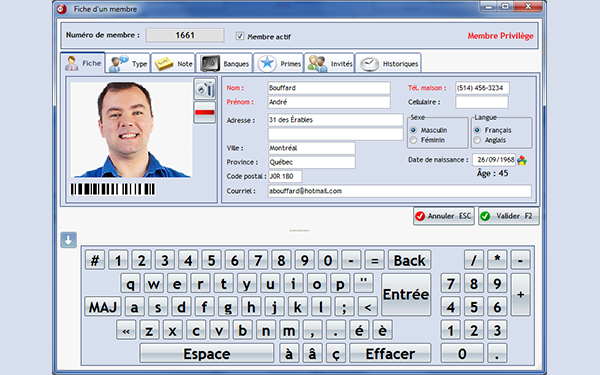 Fiche d'un membre
Numéro de membre : 1661 Membre actif Membre Privilège
Fiche Type Note Banques Primes Invités Historiques
Nom : Bouffard Tél. maison : (514) 456-3234
Prénom : André Cellulaire :
Adresse : 31 des Érables Sexe Langue
Masculin Français
Féminin Anglais
Ville : Montréal
Province : Québec Date de naissance : 26/09/1968
Code postal : J0R 1B0 Âge : 45
Courriel : abouffard@hotmail.com
Annuler ESC Valider F2
# 1 2 3 4 5 6 7 8 9 0 - = Back / * -
q w e r t y u i o p " Entrée 7 8 9 +
MAJ a s d f g h j k l ; < 4 5 6
« z x c v b n m , . é è 1 2 3
Espace à â ç Effacer 0 .